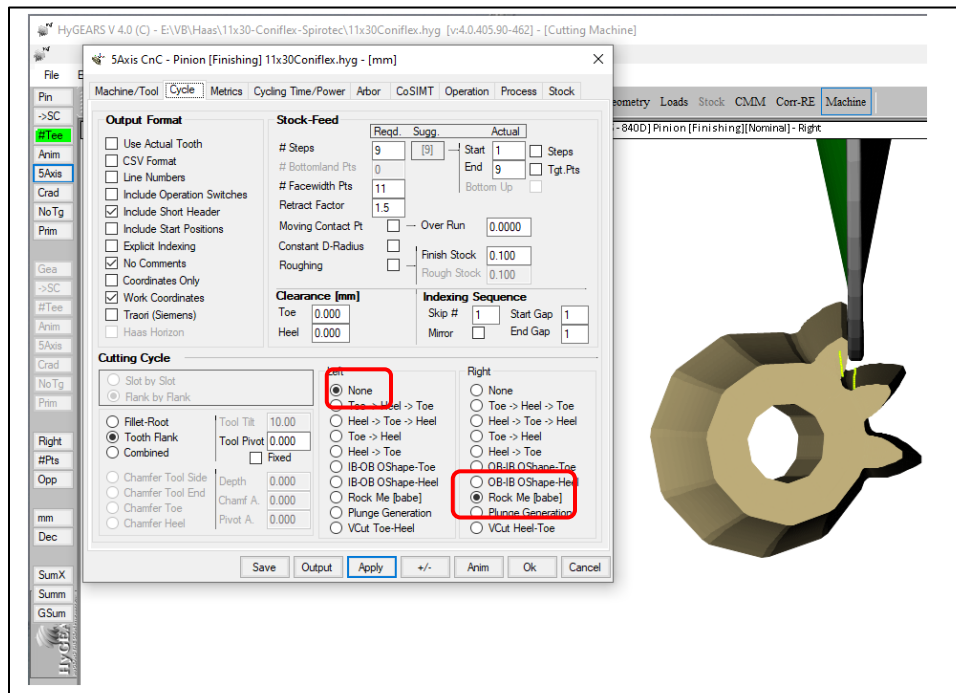 HyGEARS V 4.0 (C) - E:\VB\Haas\11x30-Coniflex-Spirotec\11x30Coniflex.hyg [v:4.0.405.90-462] - [Cutting Machine]
5Axis CnC - Pinion [Finishing] 11x30Coniflex.hyg - [mm]
File E
Machine/Tool Cycle Metrics Cycling Time/Power Arbor CoSIMT Operation Process Stock
eometry Loads Stock CMM Corr-RE Machine
- 840D] Pinion [Finishing][Nominal] - Right
Pin
->SC
#Tee
Anim
5Axis
Crad
NoTg
Prim
Gea
->SC
#Tee
Anim
5Axis
Crad
NoTg
Prim
Right
#Pts
Opp
mm
Dec
SumX
Summ
GSum
HyGEA
Output Format
Use Actual Tooth
CSV Format
Line Numbers
Include Operation Switches
Include Short Header
Include Start Positions
Explicit Indexing
No Comments
Coordinates Only
Work Coordinates
Traori (Siemens)
Haas Horizon
Stock-Feed
Reqd. Sugg. Actual
# Steps 9 [9] Start 1 Steps
# Bottomland Pts 0 End 9 Tgt.Pts
# Facewidth Pts 11 Bottom Up
Retract Factor 1.5
Moving Contact Pt Over Run 0.0000
Constant D-Radius
Finish Stock 0.100
Roughing
Rough Stock 0.100
Clearance [mm]
Toe 0.000
Heel 0.000
Indexing Sequence
Skip # 1 Start Gap 1
Mirror End Gap 1
Cutting Cycle
Slot by Slot
Flank by Flank
Fillet-Root
Tooth Flank
Combined
Tool Tilt 10.00
Tool Pivot 0.000
Fixed
Chamfer Tool Side
Chamfer Tool End
Chamfer Toe
Chamfer Heel
Depth 0.000
Chamf A. 0.000
Pivot A. 0.000
Left
None
Toe -> Heel -> Toe
Heel -> Toe -> Heel
Toe -> Heel
Heel -> Toe
IB-OB OShape-Toe
IB-OB OShape-Heel
Rock Me [babe]
Plunge Generation
VCut Toe-Heel
Right
None
Toe -> Heel -> Toe
Heel -> Toe -> Heel
Toe -> Heel
Heel -> Toe
OB-IB OShape-Toe
OB-IB OShape-Heel
Rock Me [babe]
Plunge Generation
VCut Heel-Toe
Save Output Apply +/- Anim Ok Cancel